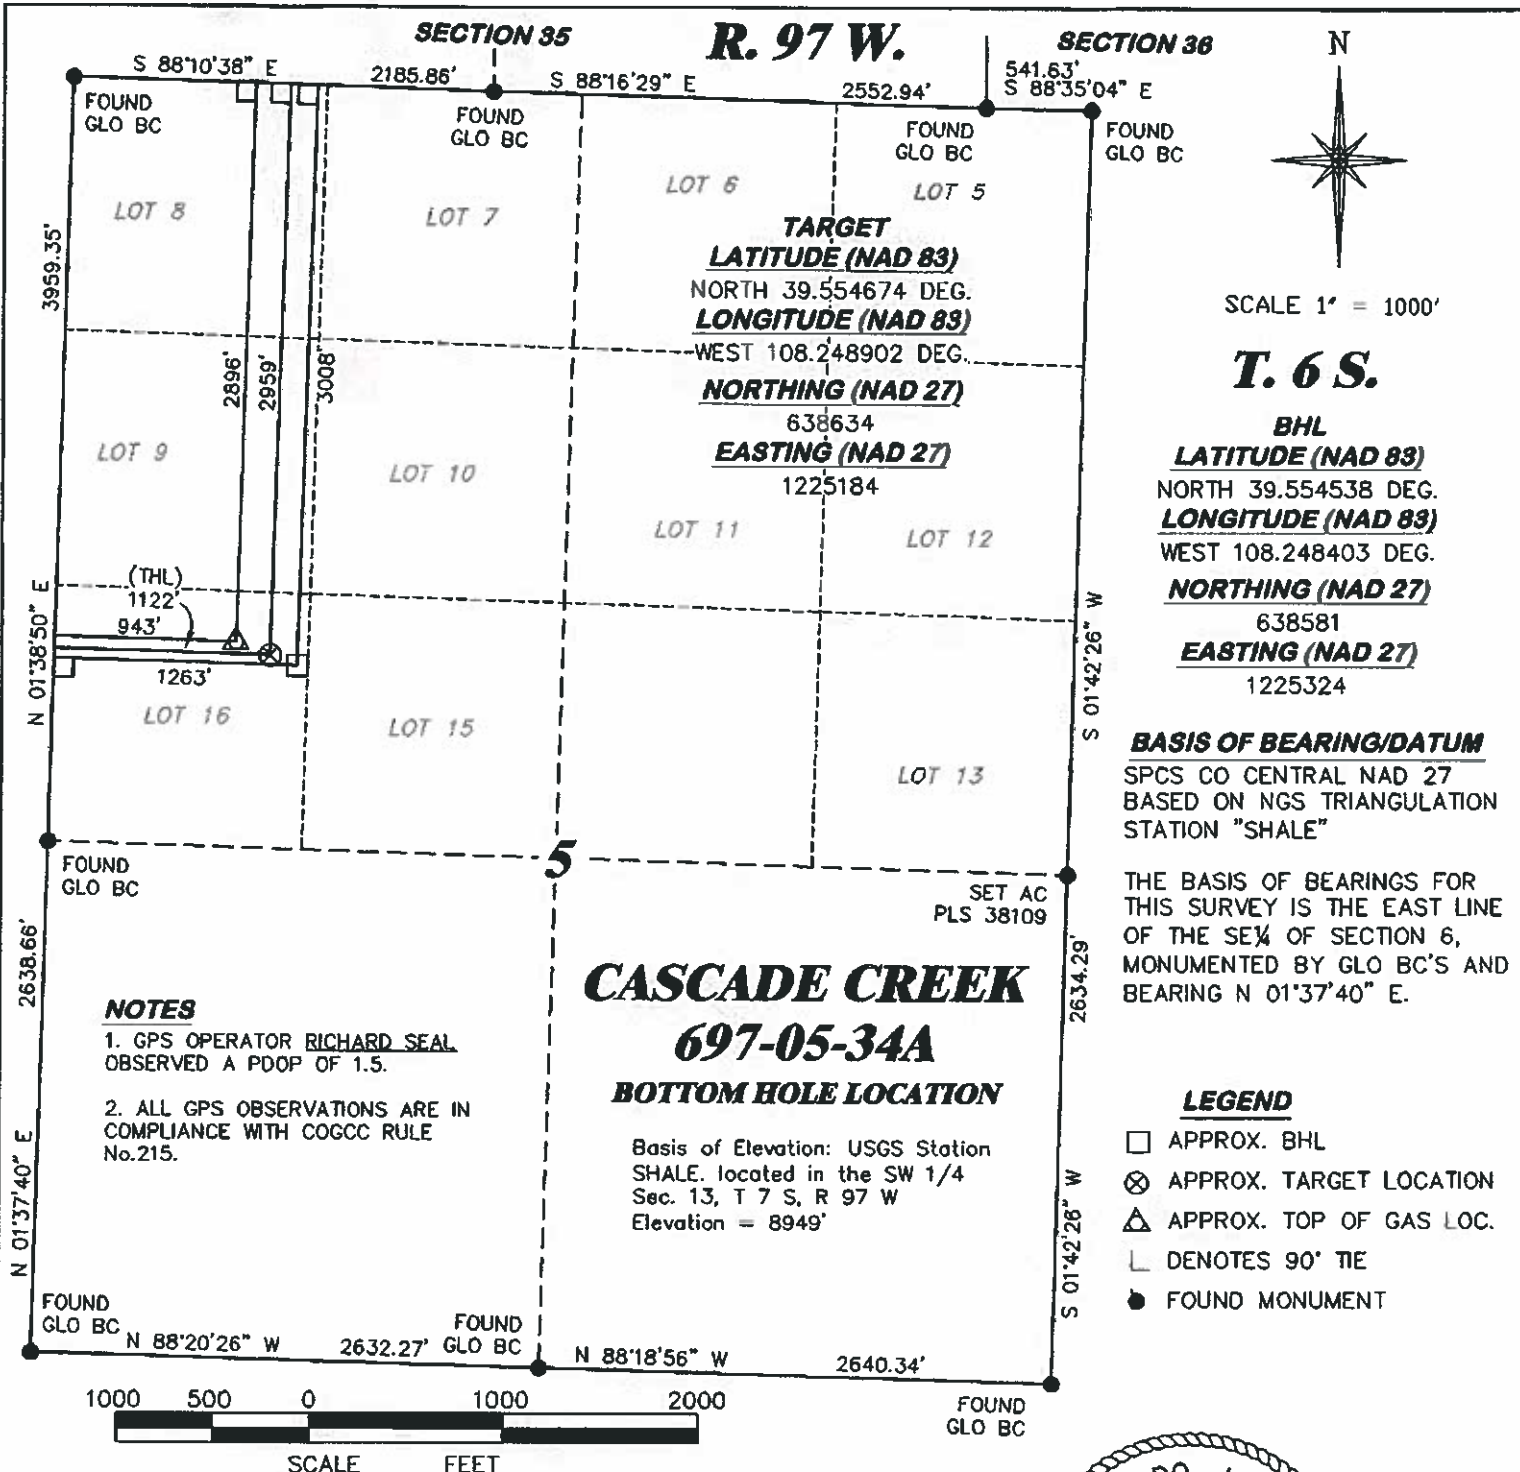 SECTION 35
R. 97 W.
SECTION 36
N
S 88°10'38" E
2185.86'
S 88°16'29" E
2552.94'
541.63'
S 88°35'04" E
FOUND
GLO BC
FOUND
GLO BC
FOUND
GLO BC
FOUND
GLO BC
LOT 8
LOT 7
LOT 6
LOT 5
3959.35'
TARGET
LATITUDE (NAD 83)
NORTH 39.554674 DEG.
LONGITUDE (NAD 83)
WEST 108.248902 DEG.
NORTHING (NAD 27)
638634
EASTING (NAD 27)
1225184
SCALE 1" = 1000'
T. 6 S.
BHL
LATITUDE (NAD 83)
NORTH 39.554538 DEG.
LONGITUDE (NAD 83)
WEST 108.248403 DEG.
NORTHING (NAD 27)
638581
EASTING (NAD 27)
1225324
2896'
2959'
3008'
LOT 9
LOT 10
LOT 11
LOT 12
(THL)
1122'
943'
1263'
N 01°38'50" E
S 01°42'26" W
LOT 16
LOT 15
LOT 13
BASIS OF BEARING/DATUM
SPCS CO CENTRAL NAD 27
BASED ON NGS TRIANGULATION
STATION "SHALE"
THE BASIS OF BEARINGS FOR
THIS SURVEY IS THE EAST LINE
OF THE SE¼ OF SECTION 6,
MONUMENTED BY GLO BC'S AND
BEARING N 01°37'40" E.
5
FOUND
GLO BC
SET AC
PLS 38109
2638.66'
2634.29'
CASCADE CREEK
697-05-34A
BOTTOM HOLE LOCATION
NOTES
1. GPS OPERATOR RICHARD SEAL
OBSERVED A PDOP OF 1.5.
2. ALL GPS OBSERVATIONS ARE IN
COMPLIANCE WITH COGCC RULE
No.215.
Basis of Elevation: USGS Station
SHALE. located in the SW 1/4
Sec. 13, T 7 S, R 97 W
Elevation = 8949'
LEGEND
APPROX. BHL
APPROX. TARGET LOCATION
APPROX. TOP OF GAS LOC.
DENOTES 90° TIE
FOUND MONUMENT
N 01°37'40" E
S 01°42'26" W
FOUND
GLO BC
N 88°20'26" W
2632.27'
FOUND
GLO BC
N 88°18'56" W
2640.34'
FOUND
GLO BC
1000 500 0 1000 2000
SCALE FEET